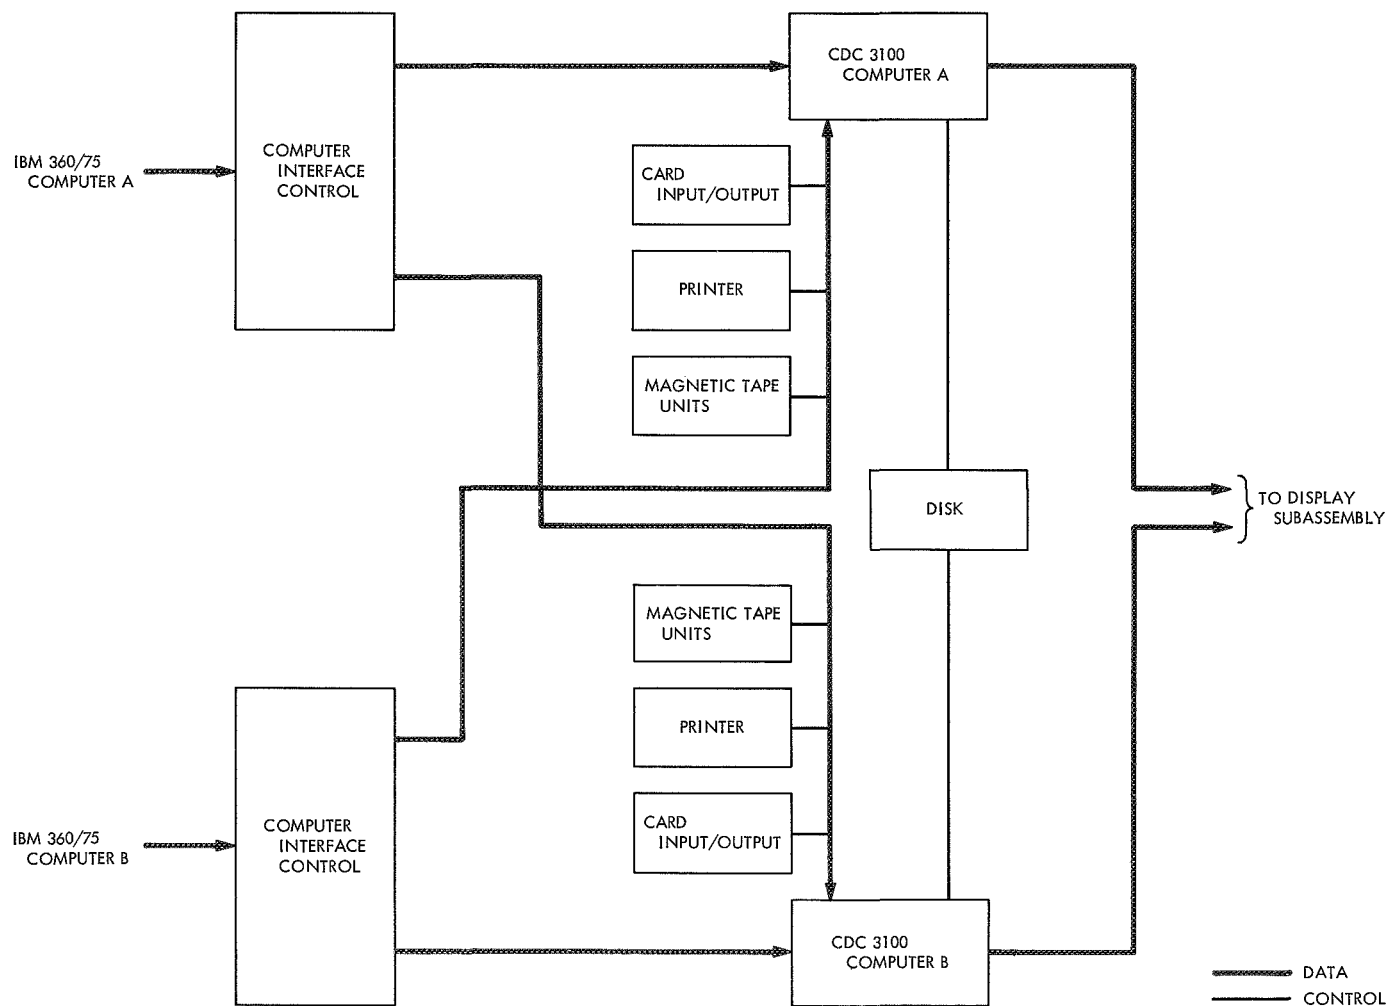 CDC 3100
COMPUTER A
IBM 360/75
COMPUTER A
COMPUTER
INTERFACE
CONTROL
CARD
INPUT/OUTPUT
PRINTER
MAGNETIC TAPE
UNITS
DISK
TO DISPLAY
SUBASSEMBLY
MAGNETIC TAPE
UNITS
PRINTER
CARD
INPUT/OUTPUT
IBM 360/75
COMPUTER B
COMPUTER
INTERFACE
CONTROL
CDC 3100
COMPUTER B
DATA
CONTROL